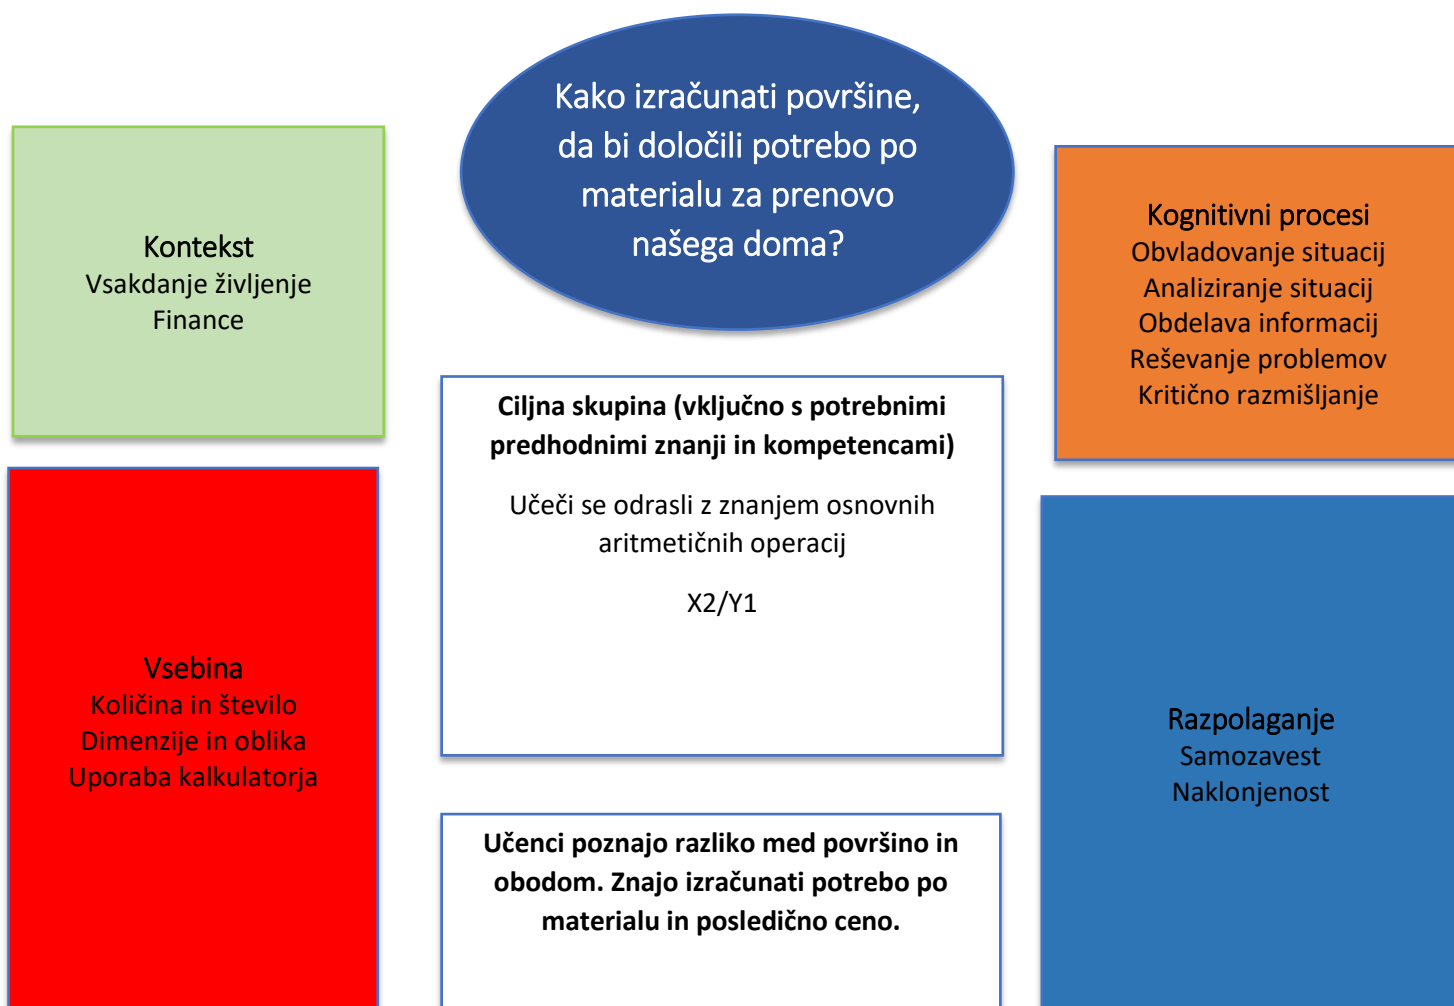 Kako izračunati površine,
da bi določili potrebo po
materialu za prenovo
našega doma?
Kontekst
Vsakdanje življenje
Finance
Kognitivni procesi
Obvladovanje situacij
Analiziranje situacij
Obdelava informacij
Reševanje problemov
Kritično razmišljanje
Ciljna skupina (vključno s potrebnimi
predhodnimi znanji in kompetencami)
Učeči se odrasli z znanjem osnovnih
aritmetičnih operacij
X2/Y1
Vsebina
Količina in število
Dimenzije in oblika
Uporaba kalkulatorja
Razpolaganje
Samozavest
Naklonjenost
Učenci poznajo razliko med površino in
obodom. Znajo izračunati potrebo po
materialu in posledično ceno.